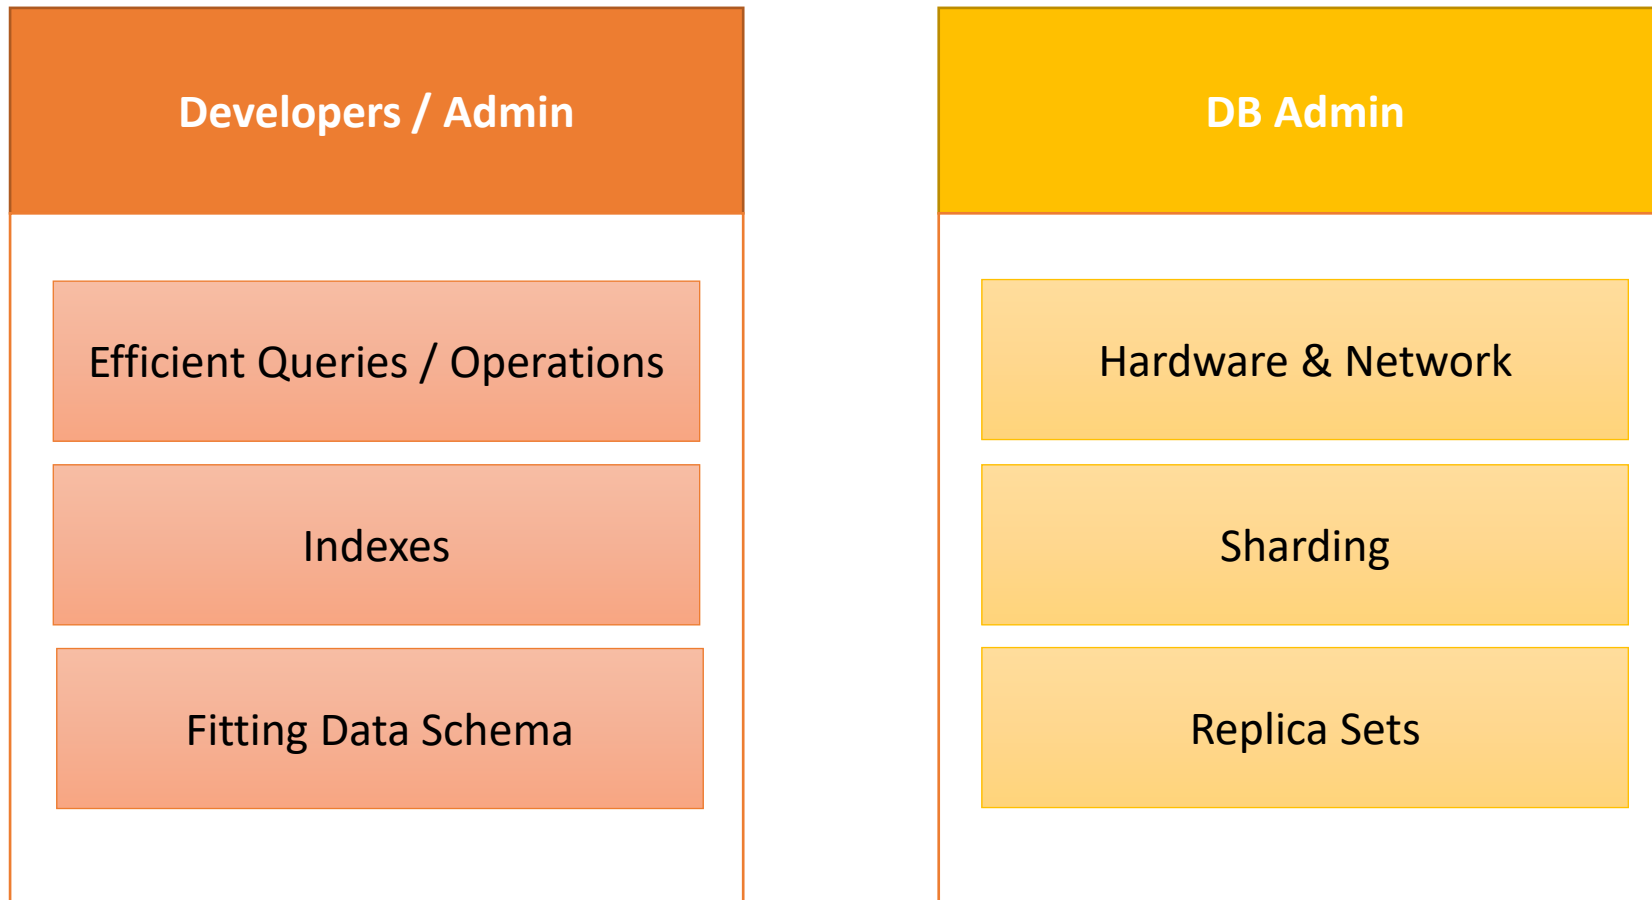 Developers / Admin
Efficient Queries / Operations
Indexes
Fitting Data Schema
DB Admin
Hardware & Network
Sharding
Replica Sets